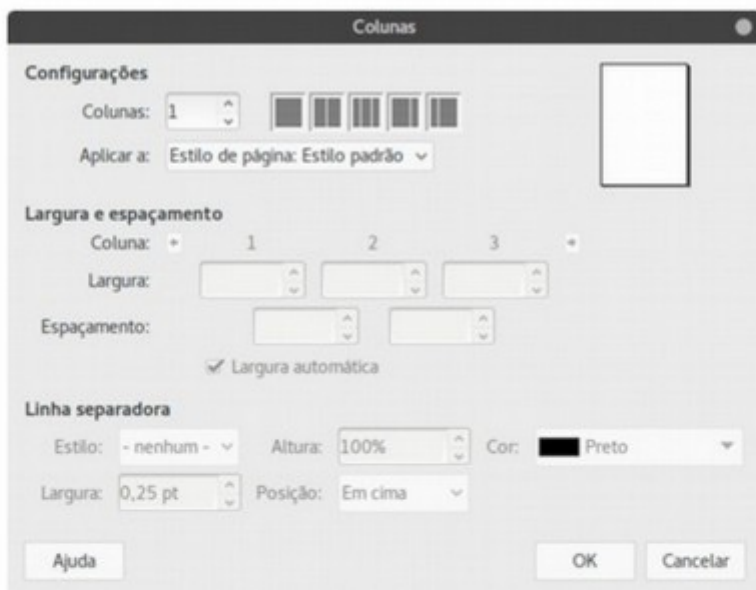 Colunas
Configurações
Colunas: 1
Aplicar a: Estilo de página: Estilo padrão
Largura e espaçamento
Coluna: 1 2 3
Largura:
Espaçamento:
Largura automática
Linha separadora
Estilo: - nenhum - Altura: 100% Cor: Preto
Largura: 0,25 pt Posição: Em cima
Ajuda OK Cancelar